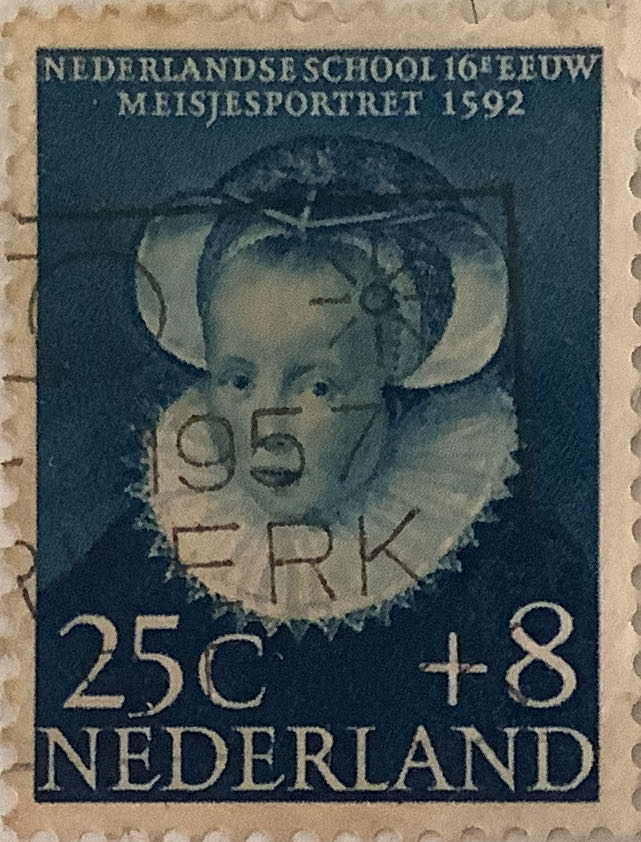 NEDERLANDSE SCHOOL 16E EEUW
MEISJESPORTRET 1592
1957
ERK
25C +8
NEDERLAND